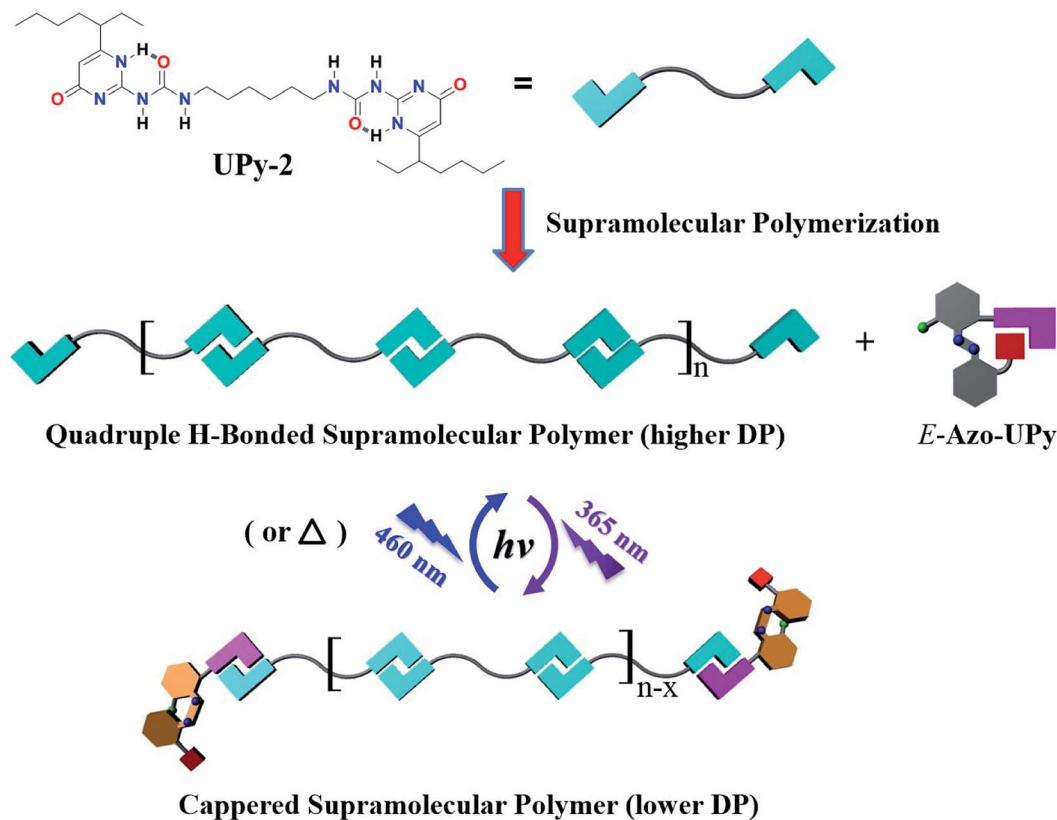 H
O
N
O
N
N
H
N
H
H
N
H
N
N
O
O
N
H
=
UPy-2
Supramolecular Polymerization
[ ]n
+
Quadruple H-Bonded Supramolecular Polymer (higher DP)
E-Azo-UPy
( or △ )
460 nm
hν
365 nm
[ ]n-x
Cappered Supramolecular Polymer (lower DP)